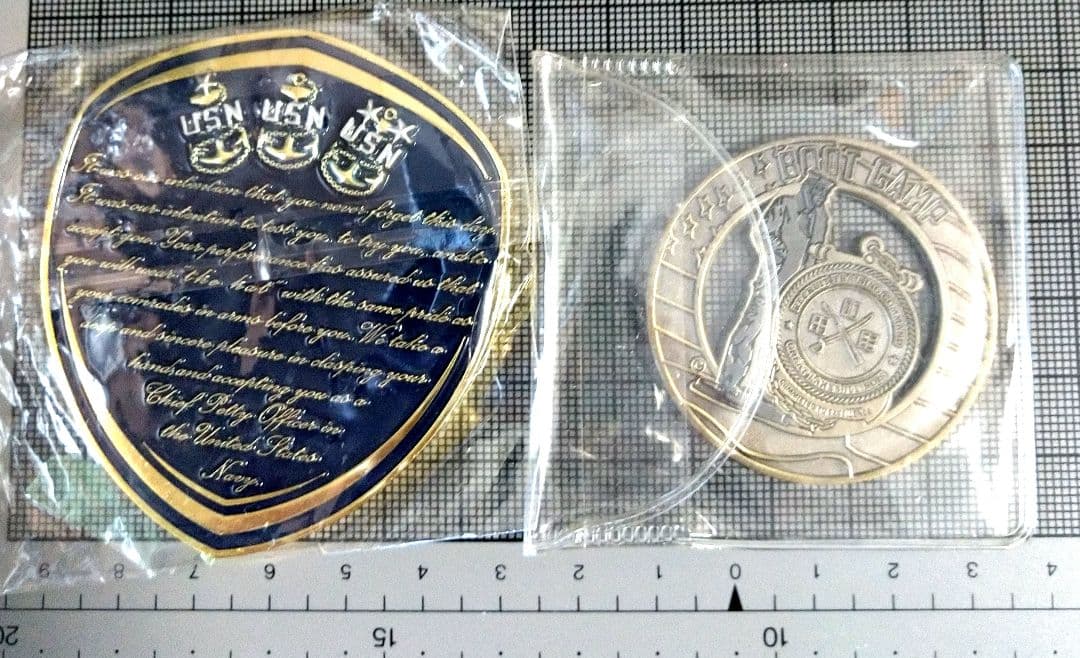 USN USN USN
It was our intention that you never forget this day.
It was our intention to test you, to try you, and to
accept you. Your performance has assured us that
you will wear "the hat" with the same pride as
your comrades in arms before you. We take a
deep and sincere pleasure in clasping your
hand, and accepting you as a
Chief Petty Officer in
the United States
Navy.
BOOT CAMP
9 8 7 6 5 4 3 2 1 0 1 2 3 4
20 15 10